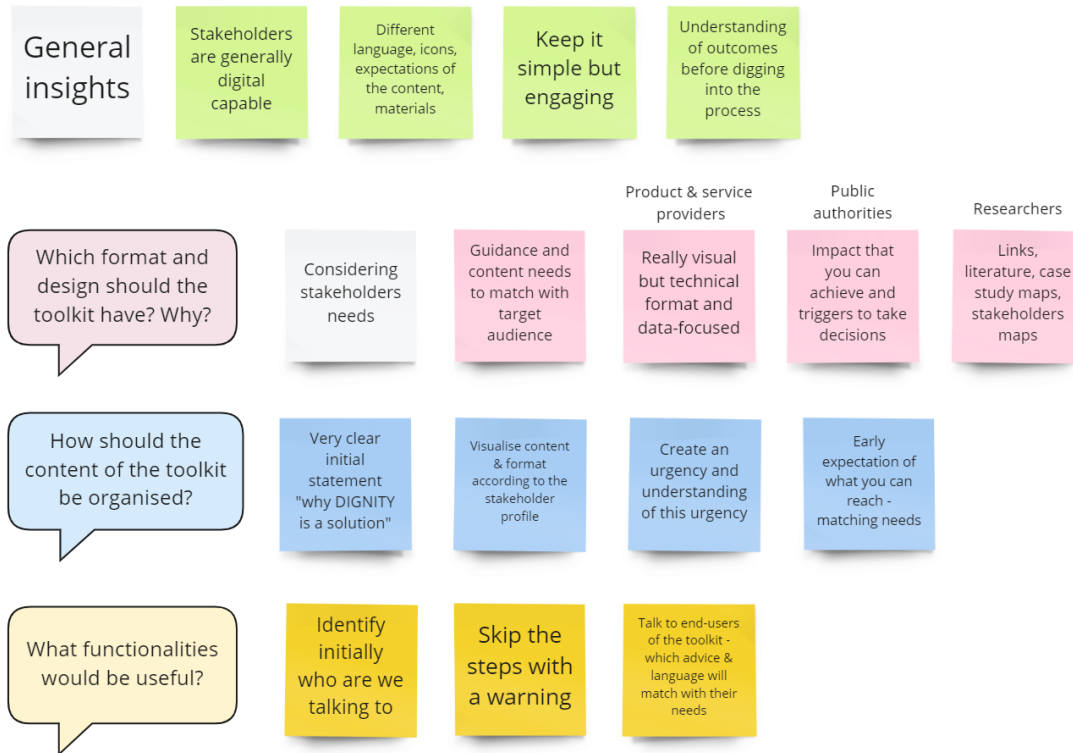 General
insights
Stakeholders
are generally
digital
capable
Different
language, icons,
expectations of
the content,
materials
Keep it
simple but
engaging
Understanding
of outcomes
before digging
into the
process
Which format and
design should the
toolkit have? Why?
Considering
stakeholders
needs
Guidance and
content needs
to match with
target
audience
Product & service
providers
Really visual
but technical
format and
data-focused
Public
authorities
Impact that
you can
achieve and
triggers to take
decisions
Researchers
Links,
literature, case
study maps,
stakeholders
maps
How should the
content of the toolkit
be organised?
Very clear
initial
statement
"why DIGNITY
is a solution"
Visualise content
& format
according to the
stakeholder
profile
Create an
urgency and
understanding
of this urgency
Early
expectation of
what you can
reach -
matching needs
What functionalities
would be useful?
Identify
initially
who are we
talking to
Skip the
steps with
a warning
Talk to end-users
of the toolkit -
which advice &
language will
match with their
needs